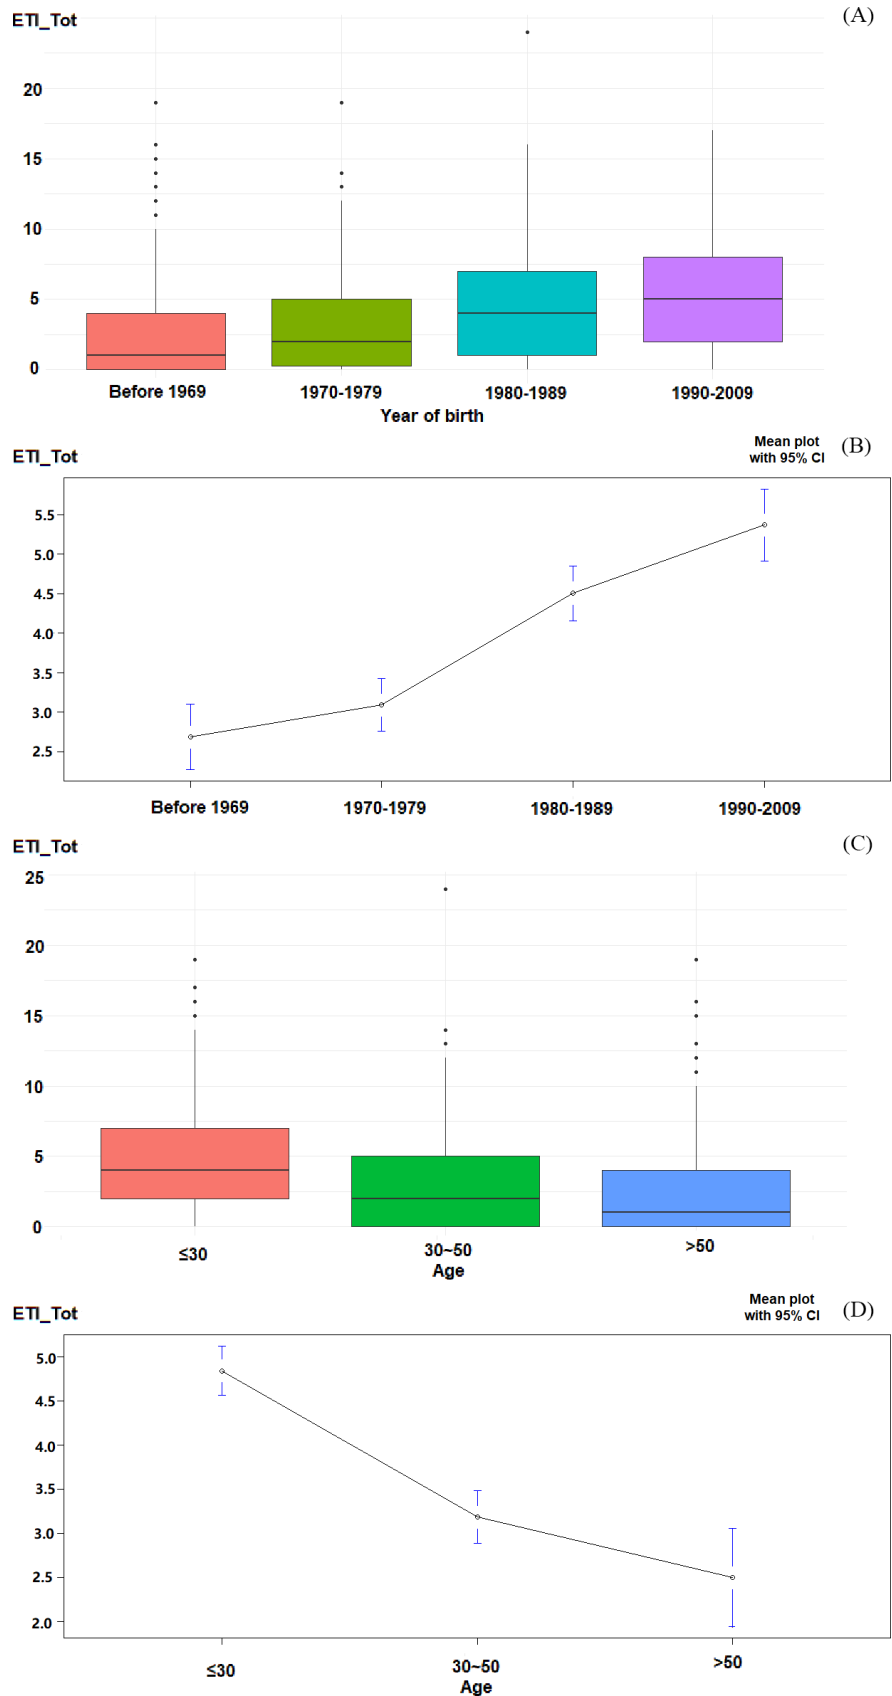 ETI_Tot (A)
20
15
10
5
0
Before 1969 1970-1979 1980-1989 1990-2009
Year of birth
Mean plot
with 95% CI (B)
ETI_Tot
5.5
5.0
4.5
4.0
3.5
3.0
2.5
Before 1969 1970-1979 1980-1989 1990-2009
ETI_Tot (C)
25
20
15
10
5
0
≤30 30~50 >50
Age
Mean plot
with 95% CI (D)
ETI_Tot
5.0
4.5
4.0
3.5
3.0
2.5
2.0
≤30 30~50 >50
Age